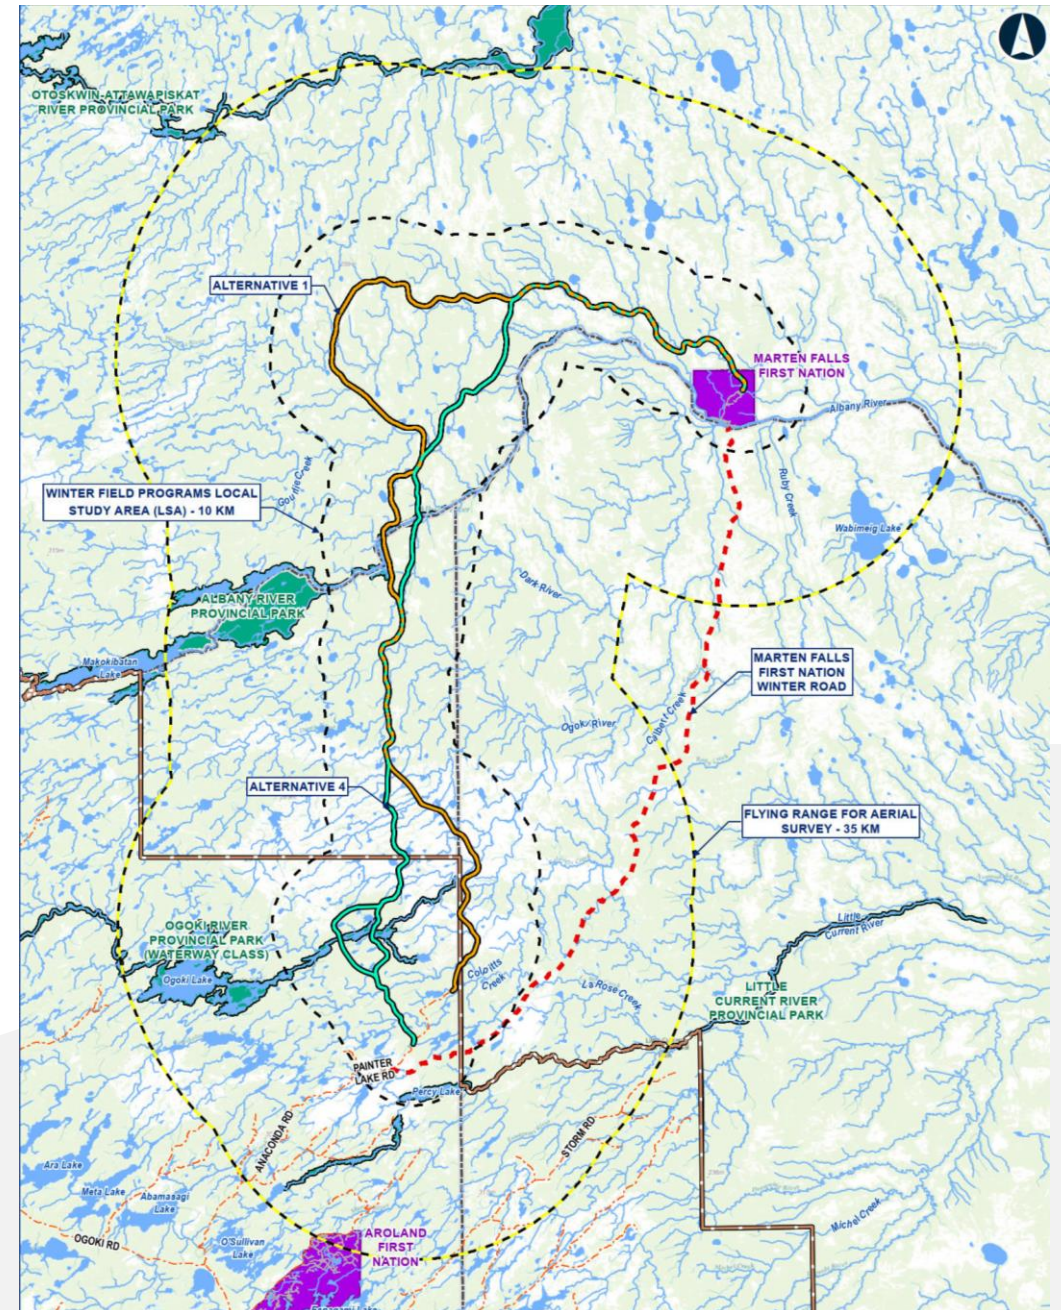 OTOSKWIN-ATTAWAPISKAT
RIVER PROVINCIAL PARK
ALTERNATIVE 1
MARTEN FALLS
FIRST NATION
Albany River
Goudie Creek
Ruby Creek
WINTER FIELD PROGRAMS LOCAL
STUDY AREA (LSA) - 10 KM
Wabimeig Lake
Dark River
ALBANY RIVER
PROVINCIAL PARK
Makokibatan
Lake
MARTEN FALLS
FIRST NATION
WINTER ROAD
Ogoki River
Calbeff Creek
ALTERNATIVE 4
FLYING RANGE FOR AERIAL
SURVEY - 35 KM
Little
Current River
OGOKI RIVER
PROVINCIAL PARK
(WATERWAY CLASS)
Ogoki Lake
Colpitts
Creek
La Rose Creek
LITTLE
CURRENT RIVER
PROVINCIAL PARK
PAINTER
LAKE RD
Percy Lake
ANACONDA RD
STORM RD
Ara Lake
Meta Lake
Abamasagi
Lake
Michel Creek
OGOKI RD
O'Sullivan
Lake
AROLAND
FIRST
NATION